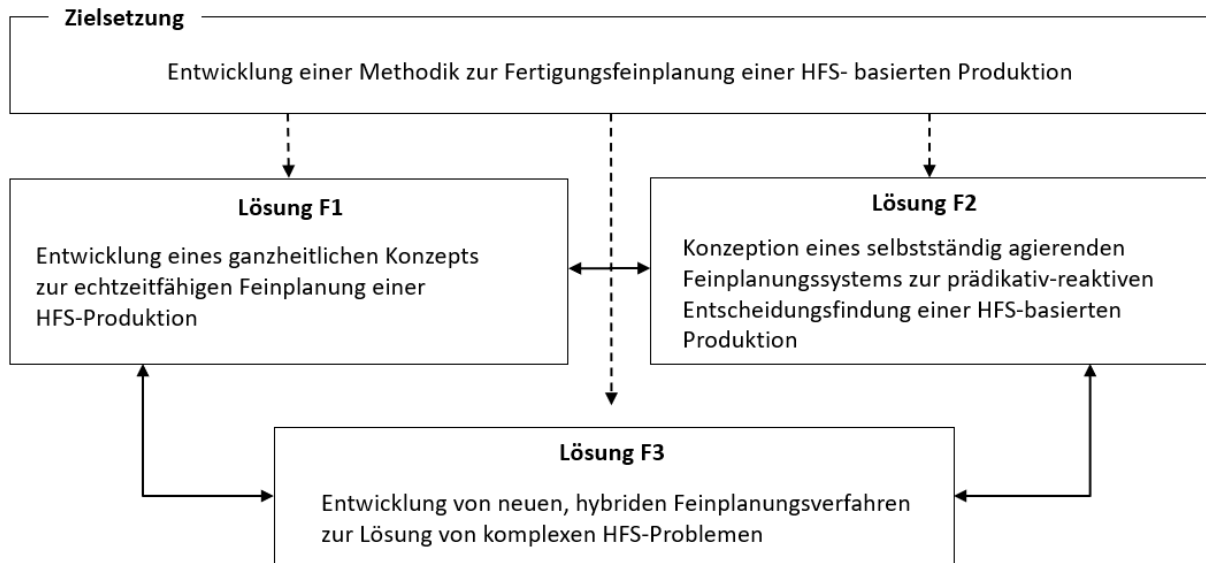 Zielsetzung
Entwicklung einer Methodik zur Fertigungsfeinplanung einer HFS- basierten Produktion
Lösung F1
Entwicklung eines ganzheitlichen Konzepts
zur echtzeitfähigen Feinplanung einer
HFS-Produktion
Lösung F2
Konzeption eines selbstständig agierenden
Feinplanungssystems zur prädikativ-reaktiven
Entscheidungsfindung einer HFS-basierten
Produktion
Lösung F3
Entwicklung von neuen, hybriden Feinplanungsverfahren
zur Lösung von komplexen HFS-Problemen